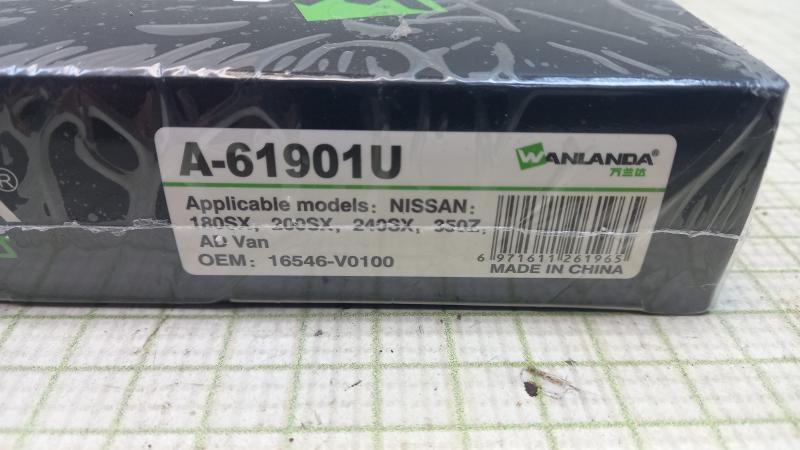 A-61901U
WANLANDA®
万兰达
Applicable models: NISSAN:
180SX, 200SX, 240SX, 350Z,
AD Van
OEM: 16546-V0100
6 971611 261965
MADE IN CHINA
®